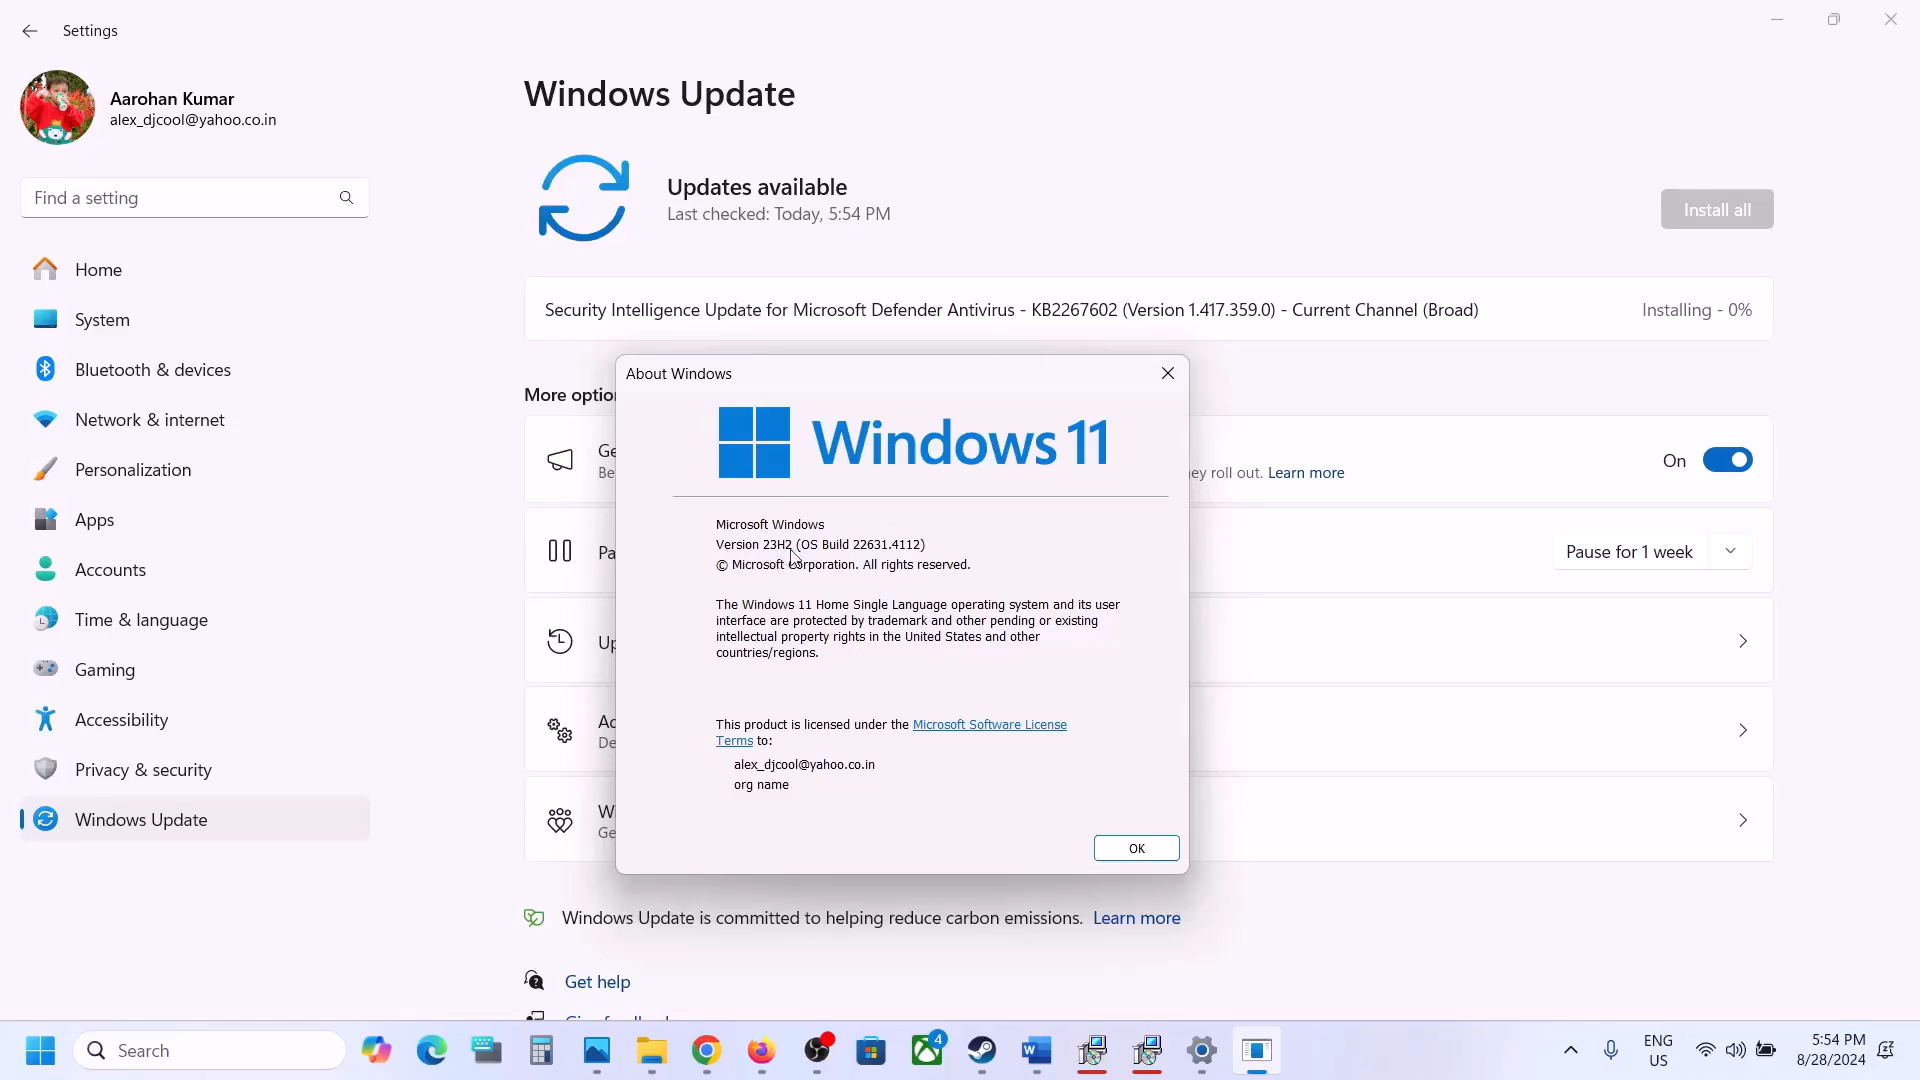 Settings
Aarohan Kumar
alex_djcool@yahoo.co.in
Find a setting
Home
System
Bluetooth & devices
Network & internet
Personalization
Apps
Accounts
Time & language
Gaming
Accessibility
Privacy & security
Windows Update
Windows Update
Updates available
Last checked: Today, 5:54 PM
Install all
Security Intelligence Update for Microsoft Defender Antivirus - KB2267602 (Version 1.417.359.0) - Current Channel (Broad)
Installing - 0%
More optio
Ge
Be
ey roll out. Learn more
On
Pa
Pause for 1 week
Up
Ad
De
W
Ge
About Windows
Windows 11
Microsoft Windows
Version 23H2 (OS Build 22631.4112)
© Microsoft Corporation. All rights reserved.
The Windows 11 Home Single Language operating system and its user
interface are protected by trademark and other pending or existing
intellectual property rights in the United States and other
countries/regions.
This product is licensed under the Microsoft Software License
Terms to:
alex_djcool@yahoo.co.in
org name
OK
Windows Update is committed to helping reduce carbon emissions. Learn more
Get help
Search
4
ENG
US
5:54 PM
8/28/2024